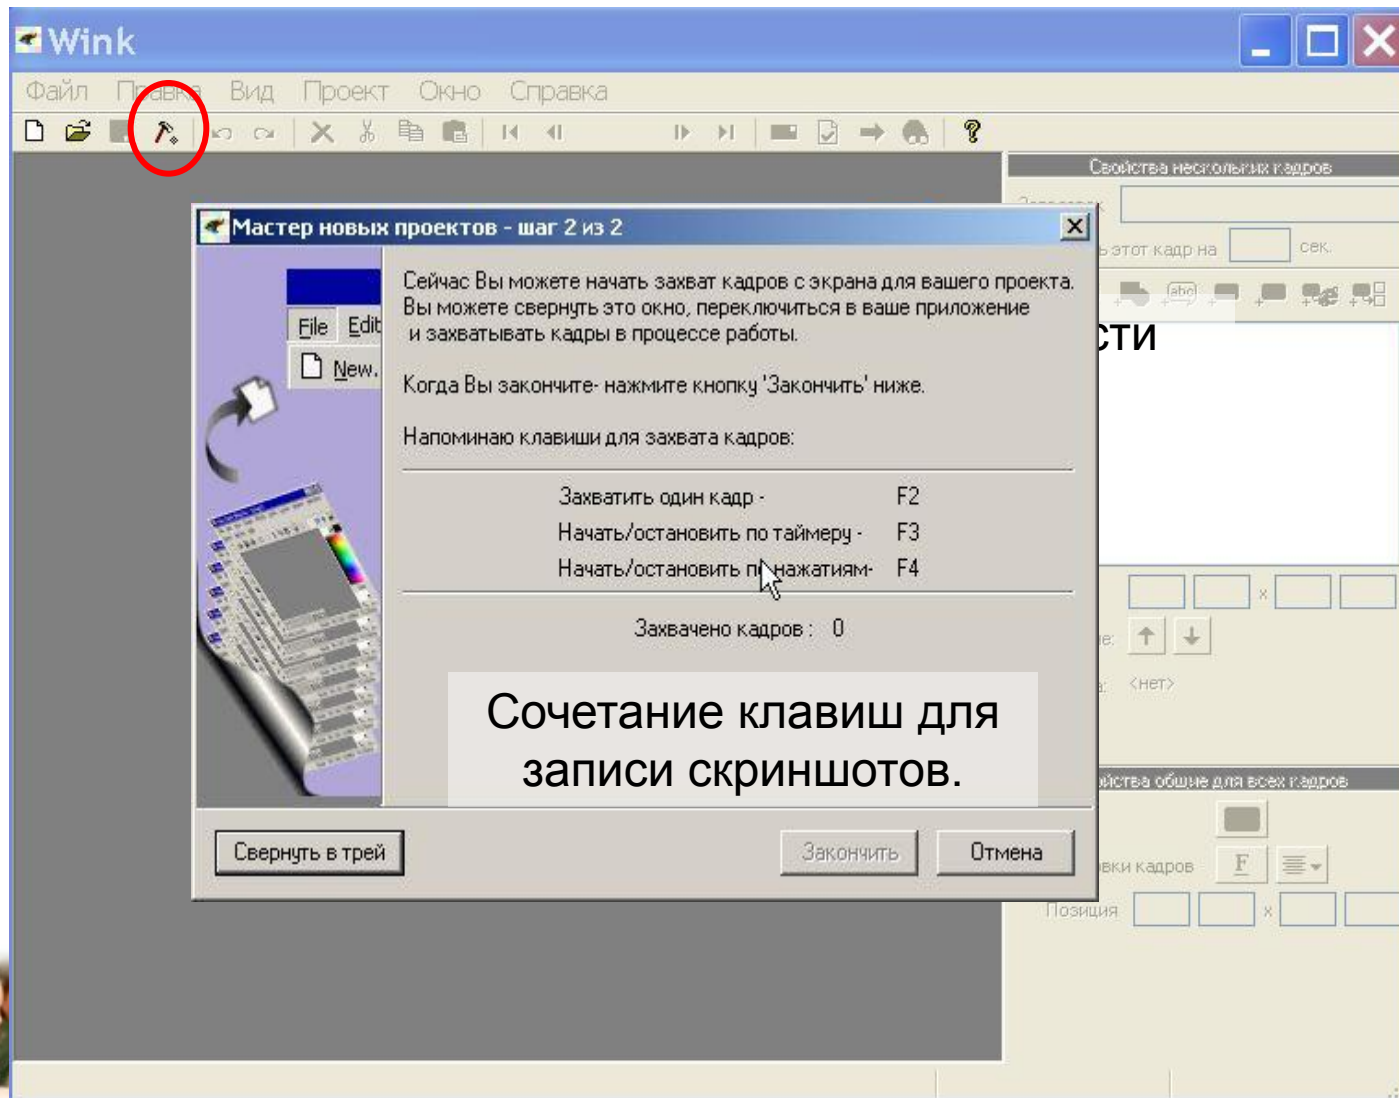 Wink
Файл Правка Вид Проект Окно Справка
Свойства нескольких кадров
этот кадр на сек.
Мастер новых проектов - шаг 2 из 2
File Edit
New.
Сейчас Вы можете начать захват кадров с экрана для вашего проекта.
Вы можете свернуть это окно, переключиться в ваше приложение
и захватывать кадры в процессе работы.
сти
Когда Вы закончите- нажмите кнопку 'Закончить' ниже.
Напоминаю клавиши для захвата кадров:
Захватить один кадр - F2
Начать/остановить по таймеру - F3
Начать/остановить по нажатиям- F4
Захвачено кадров : 0
x
<нет>
Сочетание клавиш для
записи скриншотов.
йства общие для всех кадров
Свернуть в трей Закончить Отмена
вки кадров F
Позиция x